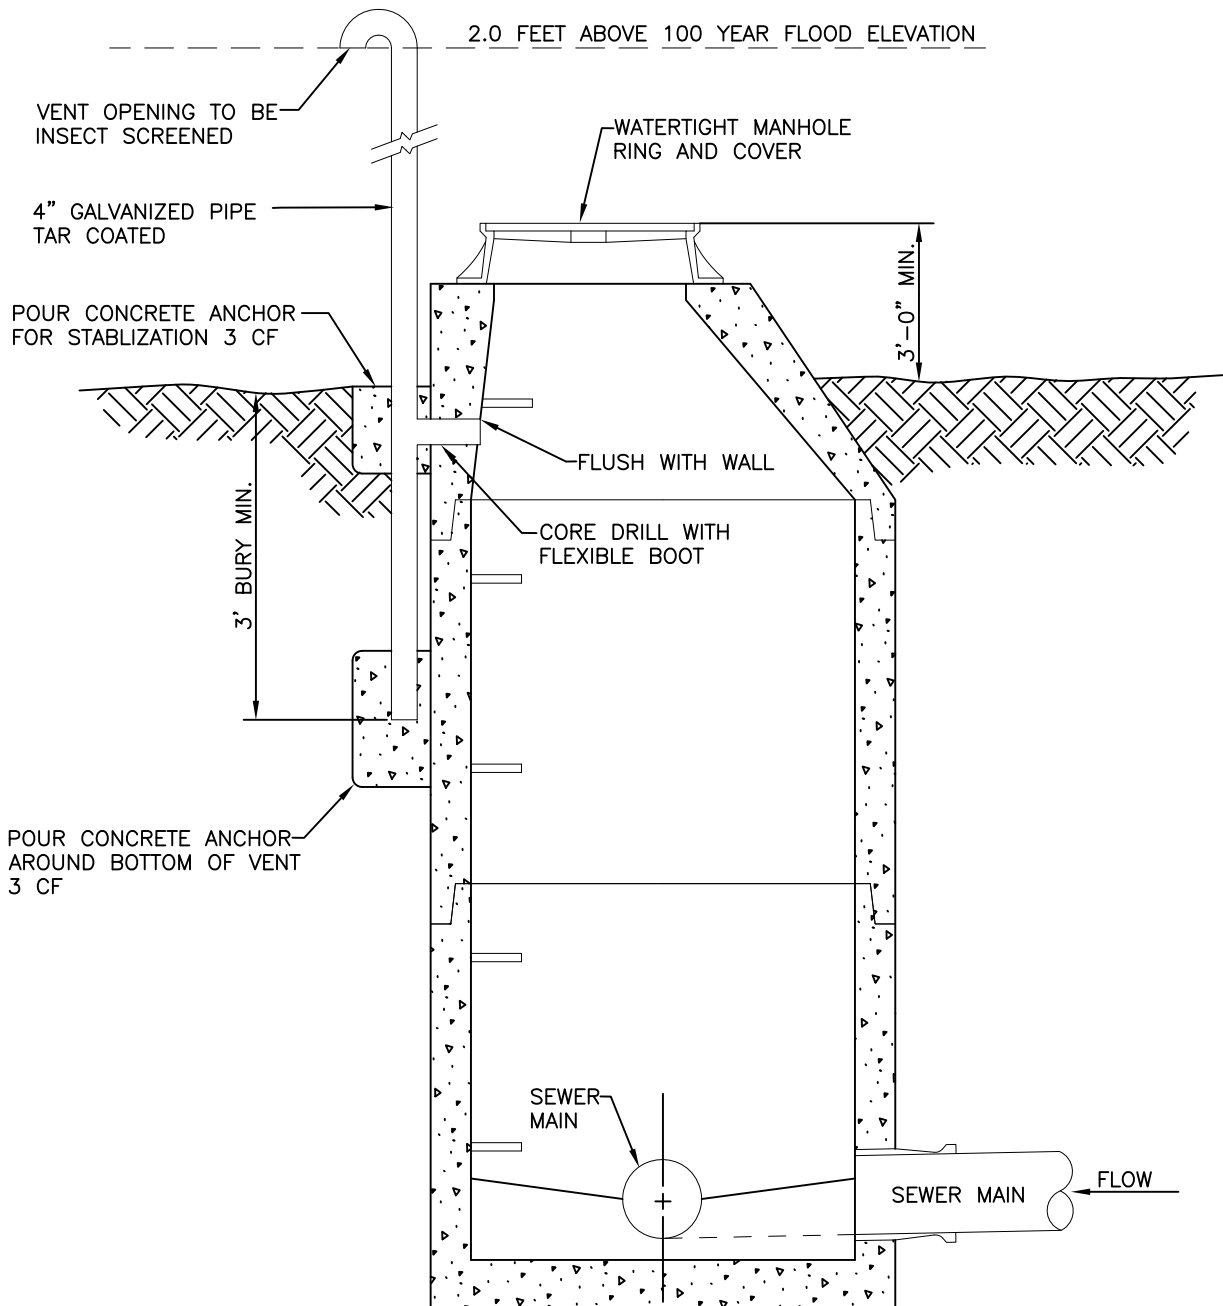 2.0 FEET ABOVE 100 YEAR FLOOD ELEVATION
VENT OPENING TO BE
INSECT SCREENED
WATERTIGHT MANHOLE
RING AND COVER
4" GALVANIZED PIPE
TAR COATED
3'-0" MIN.
POUR CONCRETE ANCHOR
FOR STABLIZATION 3 CF
FLUSH WITH WALL
3' BURY MIN.
CORE DRILL WITH
FLEXIBLE BOOT
POUR CONCRETE ANCHOR
AROUND BOTTOM OF VENT
3 CF
SEWER
MAIN
SEWER MAIN
FLOW